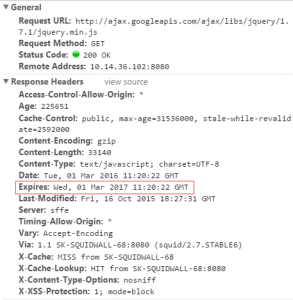 General
Request URL: http://ajax.googleapis.com/ajax/libs/jquery/1.
7.1/jquery.min.js
Request Method: GET
Status Code: 200 OK
Remote Address: 10.14.36.102:8080
Response Headers view source
Access-Control-Allow-Origin: *
Age: 225651
Cache-Control: public, max-age=31536000, stale-while-revalid
ate=2592000
Content-Encoding: gzip
Content-Length: 33140
Content-Type: text/javascript; charset=UTF-8
Date: Tue, 01 Mar 2016 11:20:22 GMT
Expires: Wed, 01 Mar 2017 11:20:22 GMT
Last-Modified: Fri, 16 Oct 2015 18:27:31 GMT
Server: sffe
Timing-Allow-Origin: *
Vary: Accept-Encoding
Via: 1.1 SK-SQUIDWALL-68:8080 (squid/2.7.STABLE6)
X-Cache: MISS from SK-SQUIDWALL-68
X-Cache-Lookup: HIT from SK-SQUIDWALL-68:8080
X-Content-Type-Options: nosniff
X-XSS-Protection: 1; mode=block